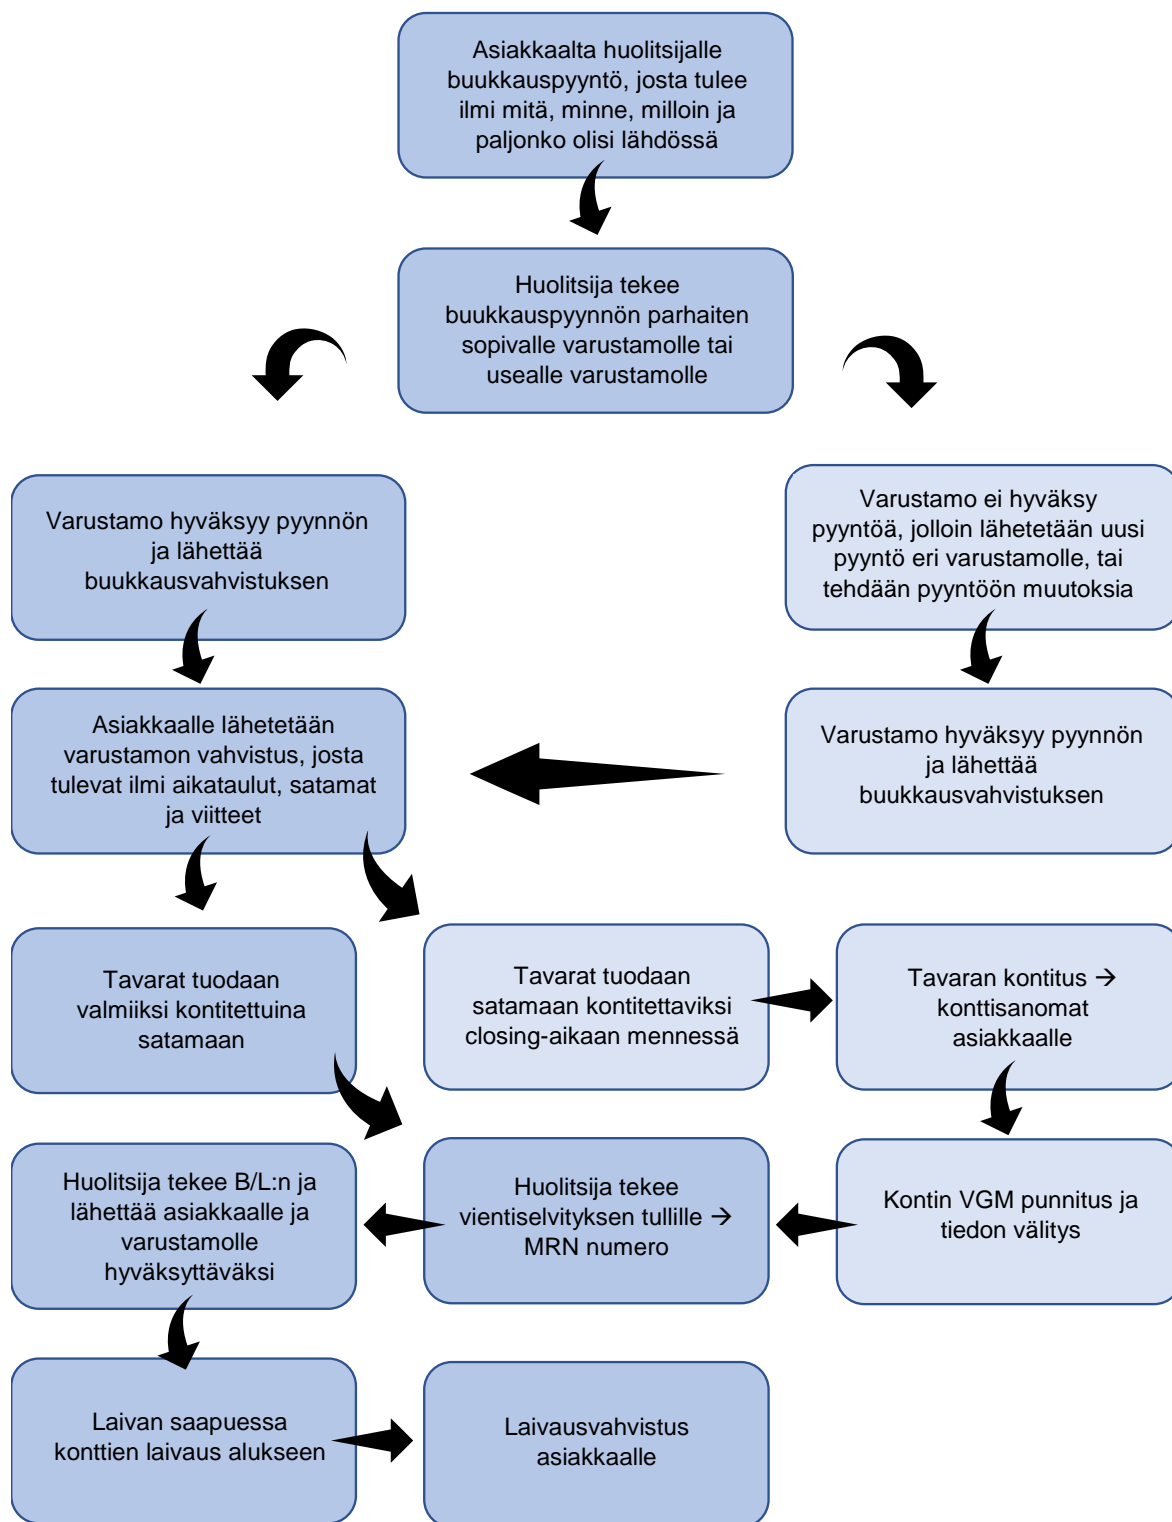 Asiakkaalta huolitsijalle
buukkauspyyntö, josta tulee
ilmi mitä, minne, milloin ja
paljonko olisi lähdössä
Huolitsija tekee
buukkauspyynnön parhaiten
sopivalle varustamolle tai
usealle varustamolle
Varustamo hyväksyy pyynnön
ja lähettää
buukkausvahvistuksen
Varustamo ei hyväksy
pyyntöä, jolloin lähetetään uusi
pyyntö eri varustamolle, tai
tehdään pyyntöön muutoksia
Asiakkaalle lähetetään
varustamon vahvistus, josta
tulevat ilmi aikataulut, satamat
ja viitteet
Varustamo hyväksyy pyynnön
ja lähettää
buukkausvahvistuksen
Tavarat tuodaan
valmiiksi kontitettuina
satamaan
Tavarat tuodaan
satamaan kontitettaviksi
closing-aikaan mennessä
Tavaran kontitus →
konttisanomat
asiakkaalle
Huolitsija tekee B/L:n ja
lähettää asiakkaalle ja
varustamolle
hyväksyttäväksi
Huolitsija tekee
vientiselvityksen tullille →
MRN numero
Kontin VGM punnitus ja
tiedon välitys
Laivan saapuessa
konttien laivaus alukseen
Laivausvahvistus
asiakkaalle